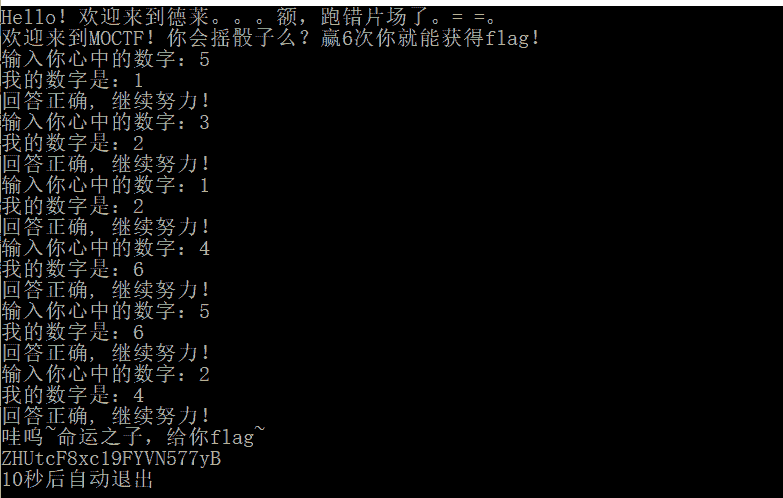 Hello! 欢迎来到德莱。。。额，跑错片场了。= =。
欢迎来到MOCTF! 你会摇骰子么？赢6次你就能获得flag!
输入你心中的数字：5
我的数字是：1
回答正确, 继续努力!
输入你心中的数字：3
我的数字是：2
回答正确, 继续努力!
输入你心中的数字：1
我的数字是：2
回答正确, 继续努力!
输入你心中的数字：4
我的数字是：6
回答正确, 继续努力!
输入你心中的数字：5
我的数字是：6
回答正确, 继续努力!
输入你心中的数字：2
我的数字是：4
回答正确, 继续努力!
哇呜~命运之子，给你flag~
ZHUtcF8xc19FYVN577yB
10秒后自动退出